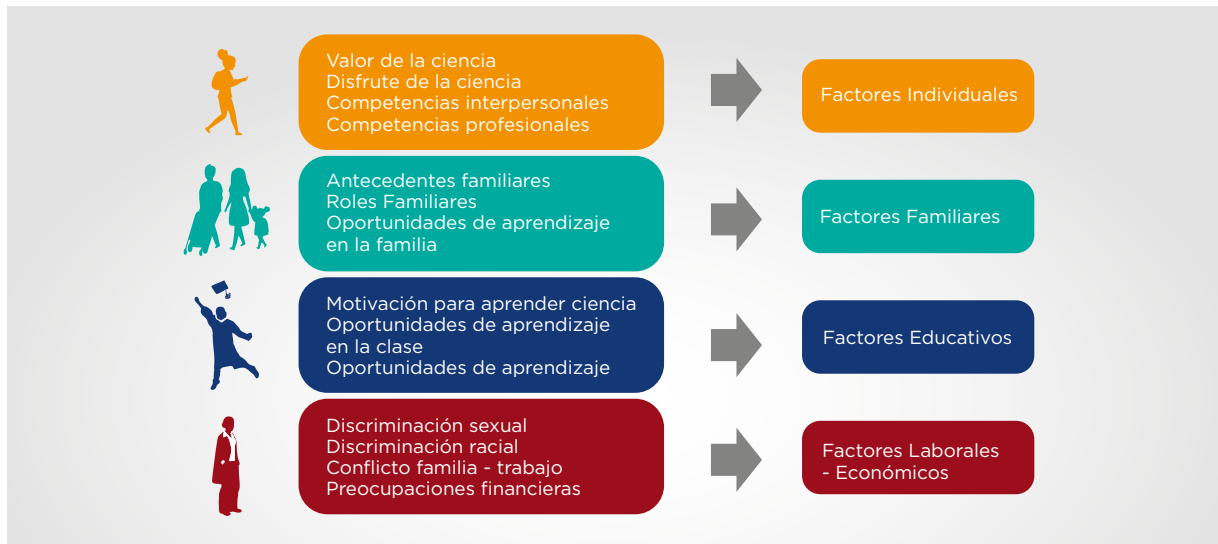 Valor de la ciencia
Disfrute de la ciencia
Competencias interpersonales
Competencias profesionales
Factores Individuales
Antecedentes familiares
Roles Familiares
Oportunidades de aprendizaje
en la familia
Factores Familiares
Motivación para aprender ciencia
Oportunidades de aprendizaje
en la clase
Oportunidades de aprendizaje
Factores Educativos
Discriminación sexual
Discriminación racial
Conflicto familia - trabajo
Preocupaciones financieras
Factores Laborales
- Económicos